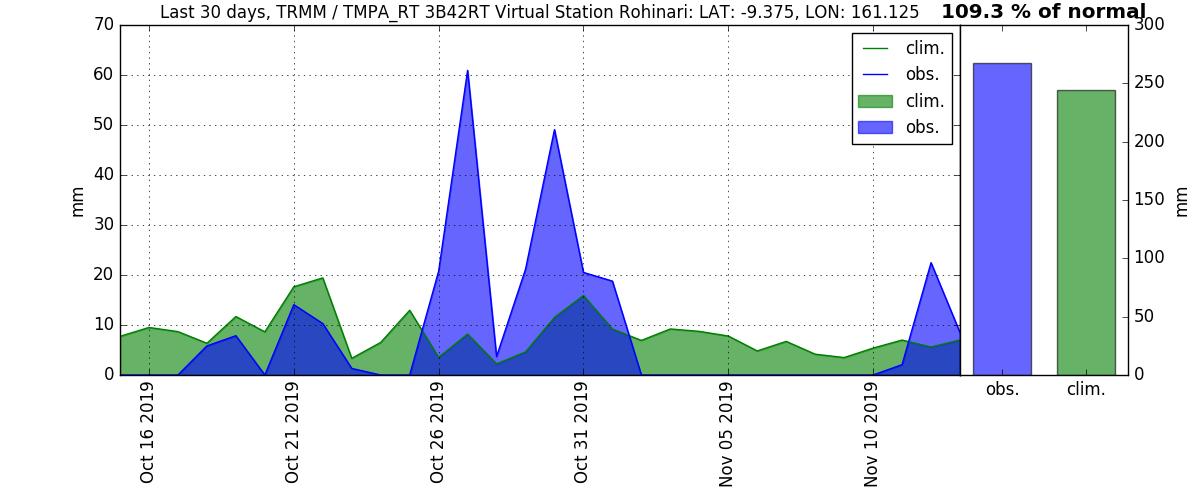 Last 30 days, TRMM / TMPA_RT 3B42RT Virtual Station Rohinari: LAT: -9.375, LON: 161.125
109.3 % of normal
70
60
50
40
30
20
10
0
mm
clim.
obs.
clim.
obs.
Oct 16 2019
Oct 21 2019
Oct 26 2019
Oct 31 2019
Nov 05 2019
Nov 10 2019
300
250
200
150
100
50
0
mm
obs.
clim.